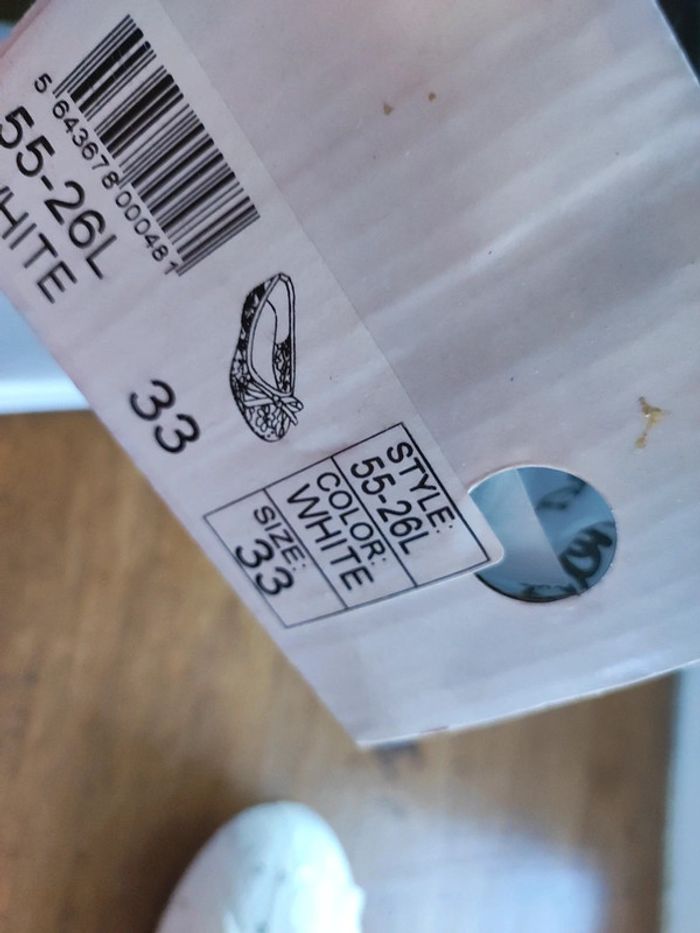 5 643678 000481
55-26L
WHITE
33
STYLE:
55-26L
COLOR:
WHITE
SIZE:
33